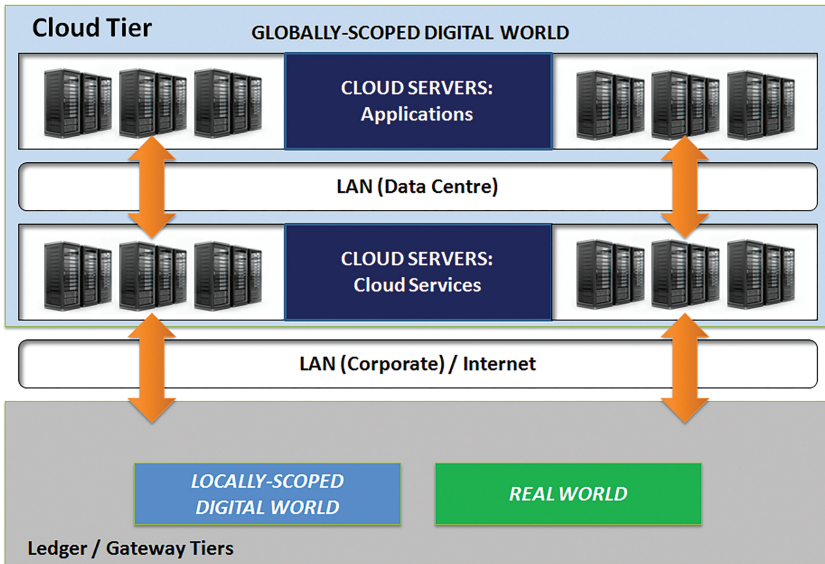 Cloud Tier
GLOBALLY-SCOPED DIGITAL WORLD
CLOUD SERVERS:
Applications
LAN (Data Centre)
CLOUD SERVERS:
Cloud Services
LAN (Corporate) / Internet
LOCALLY-SCOPED
DIGITAL WORLD
REAL WORLD
Ledger / Gateway Tiers